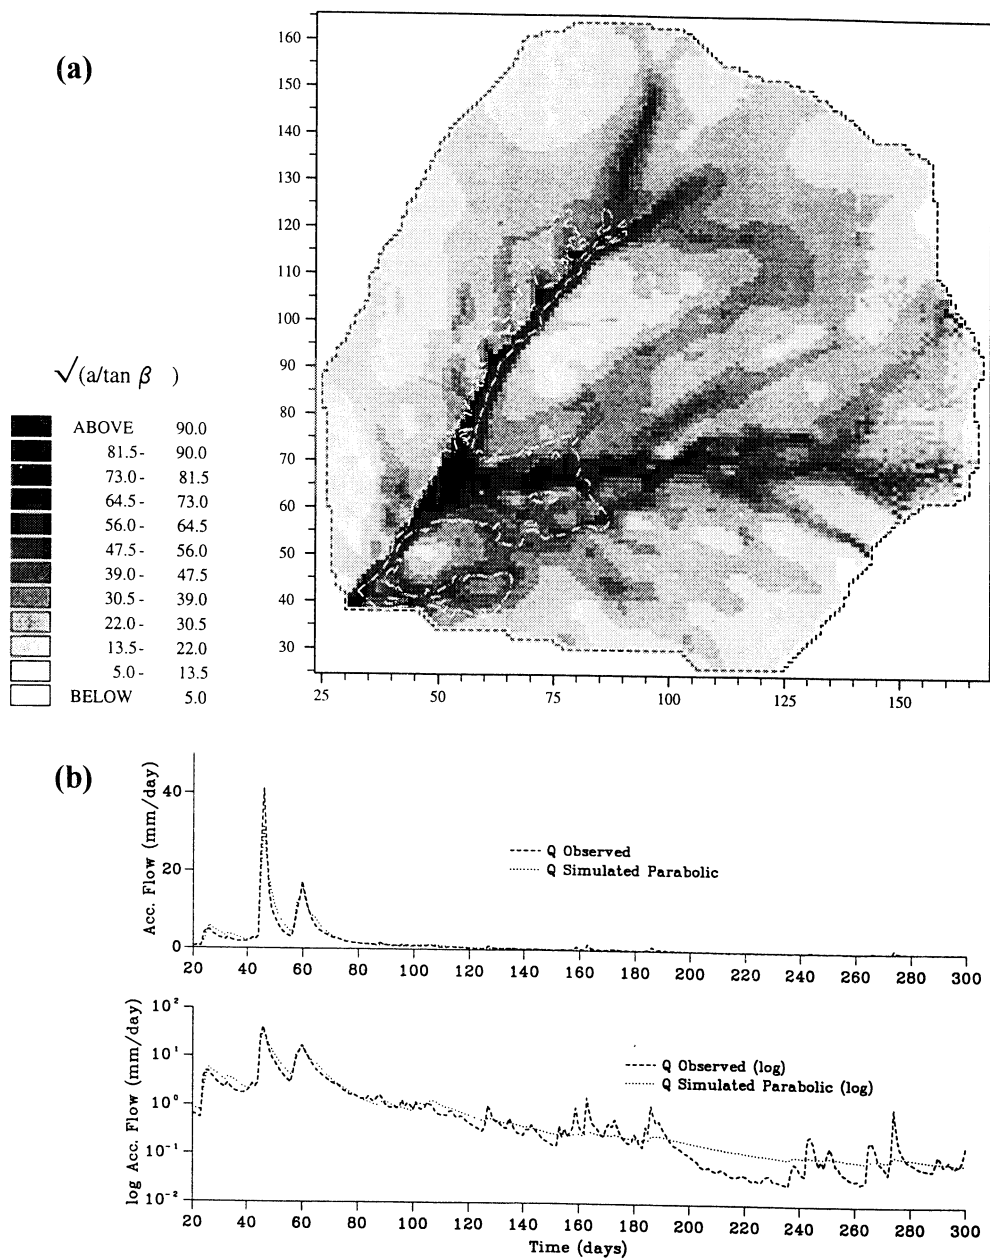 (a)
160
150
140
130
120
110
100
90
80
70
60
50
40
30
25 50 75 100 125 150
√(a/tan β )
ABOVE 90.0
81.5- 90.0
73.0- 81.5
64.5- 73.0
56.0- 64.5
47.5- 56.0
39.0- 47.5
30.5- 39.0
22.0- 30.5
13.5- 22.0
5.0- 13.5
BELOW 5.0
(b)
Acc. Flow (mm/day)
40
20
0
Q Observed
Q Simulated Parabolic
20 40 60 80 100 120 140 160 180 200 220 240 260 280 300
log Acc. Flow (mm/day)
10²
10¹
10⁰
10⁻¹
10⁻²
Q Observed (log)
Q Simulated Parabolic (log)
20 40 60 80 100 120 140 160 180 200 220 240 260 280 300
Time (days)